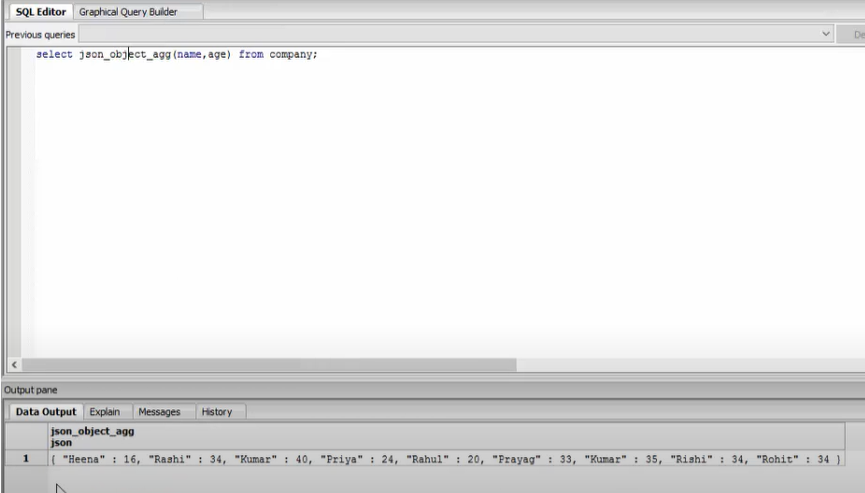 SQL Editor Graphical Query Builder
Previous queries
De
select json_object_agg(name,age) from company;
Output pane
Data Output Explain Messages History
json_object_agg
json
1 { "Heena" : 16, "Rashi" : 34, "Kumar" : 40, "Priya" : 24, "Rahul" : 20, "Prayag" : 33, "Kumar" : 35, "Rishi" : 34, "Rohit" : 34 }